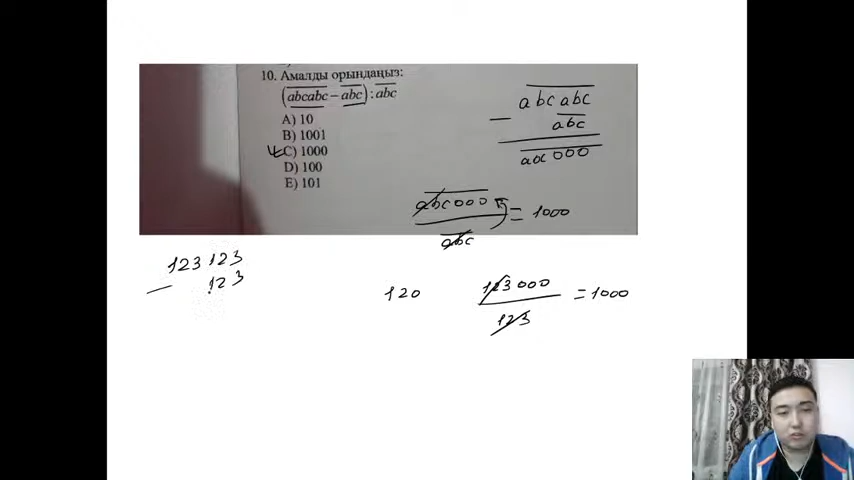 10. Амалды орындаңыз:
(abcabc – abc) : abc
A) 10
B) 1001
C) 1000
D) 100
E) 101
abcabc
– abc
abc000
abc000 / abc = 1000
123123
– 123
120
123000 / 123 = 1000